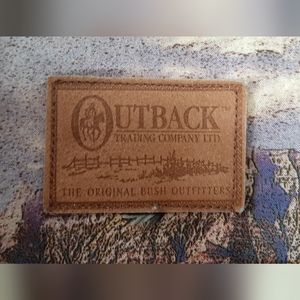 OUTBACK
TRADING COMPANY LTD
THE ORIGINAL BUSH OUTFITTERS